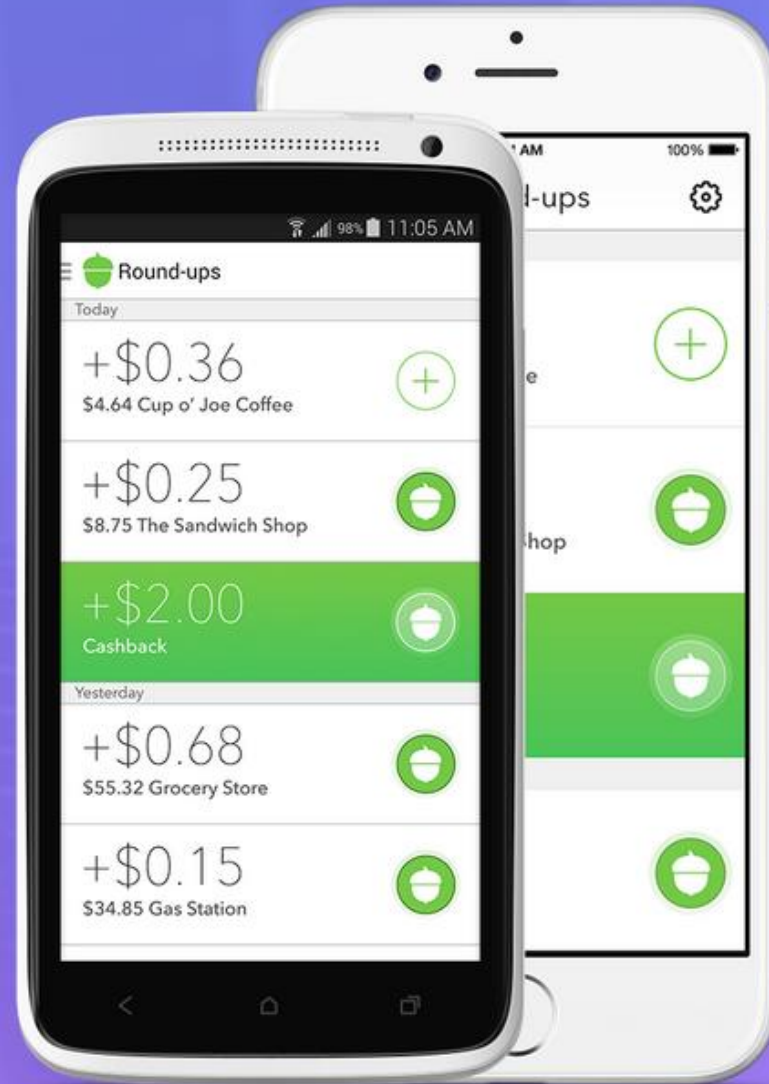 98% 11:05 AM
Round-ups
Today
+$0.36
$4.64 Cup o' Joe Coffee
+$0.25
$8.75 The Sandwich Shop
+$2.00
Cashback
Yesterday
+$0.68
$55.32 Grocery Store
+$0.15
$34.85 Gas Station
AM 100%
d-ups
e
hop